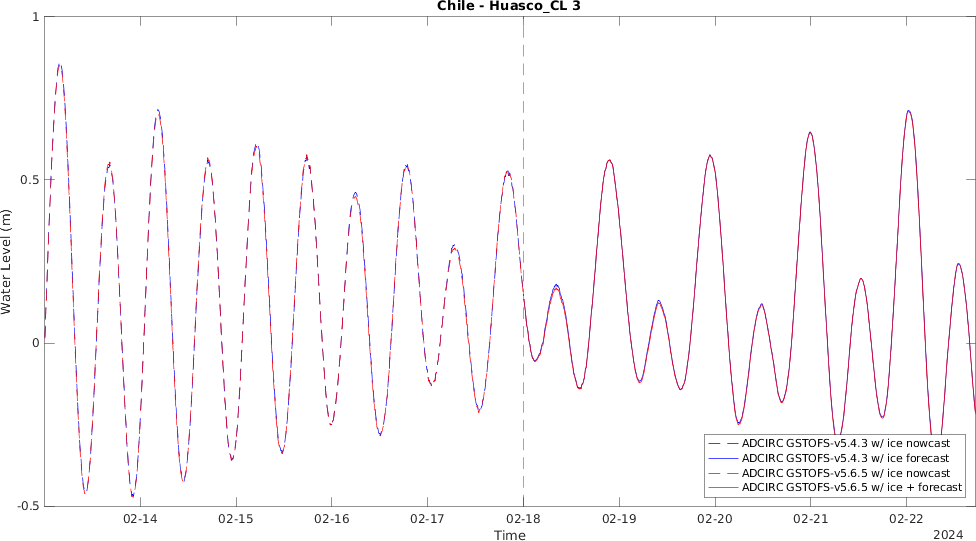 Chile - Huasco_CL 3
1
0.5
0
-0.5
Water Level (m)
02-14 02-15 02-16 02-17 02-18 02-19 02-20 02-21 02-22
Time
2024
ADCIRC GSTOFS-v5.4.3 w/ ice nowcast
ADCIRC GSTOFS-v5.4.3 w/ ice forecast
ADCIRC GSTOFS-v5.6.5 w/ ice nowcast
ADCIRC GSTOFS-v5.6.5 w/ ice + forecast